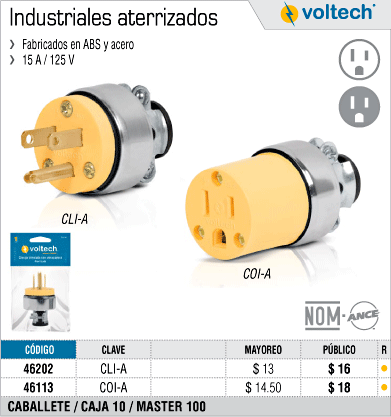 Industriales aterrizados
voltech®
› Fabricados en ABS y acero
› 15 A / 125 V
CLI-A
COI-A
voltech
NOM-ANCE
CÓDIGO CLAVE MAYOREO PÚBLICO R
46202 CLI-A $ 13 $ 16
46113 COI-A $ 14.50 $ 18
CABALLETE / CAJA 10 / MASTER 100